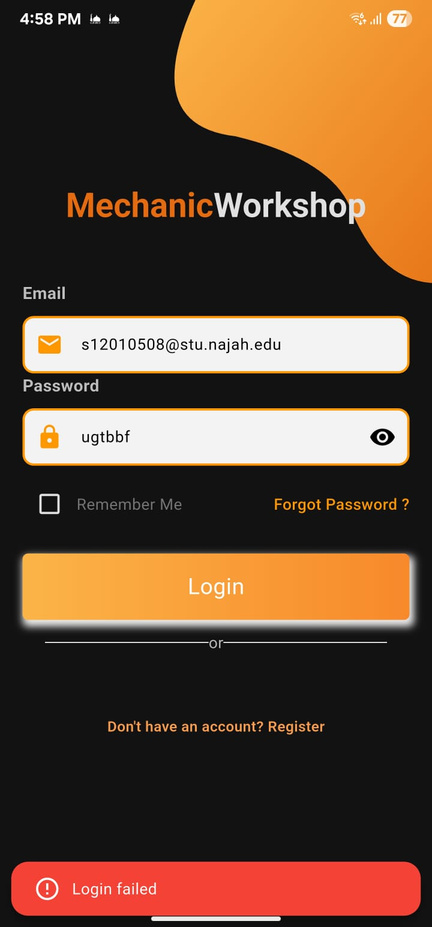 4:58 PM
77
MechanicWorkshop
Email
s12010508@stu.najah.edu
Password
ugtbbf
Remember Me
Forgot Password ?
Login
or
Don't have an account? Register
Login failed